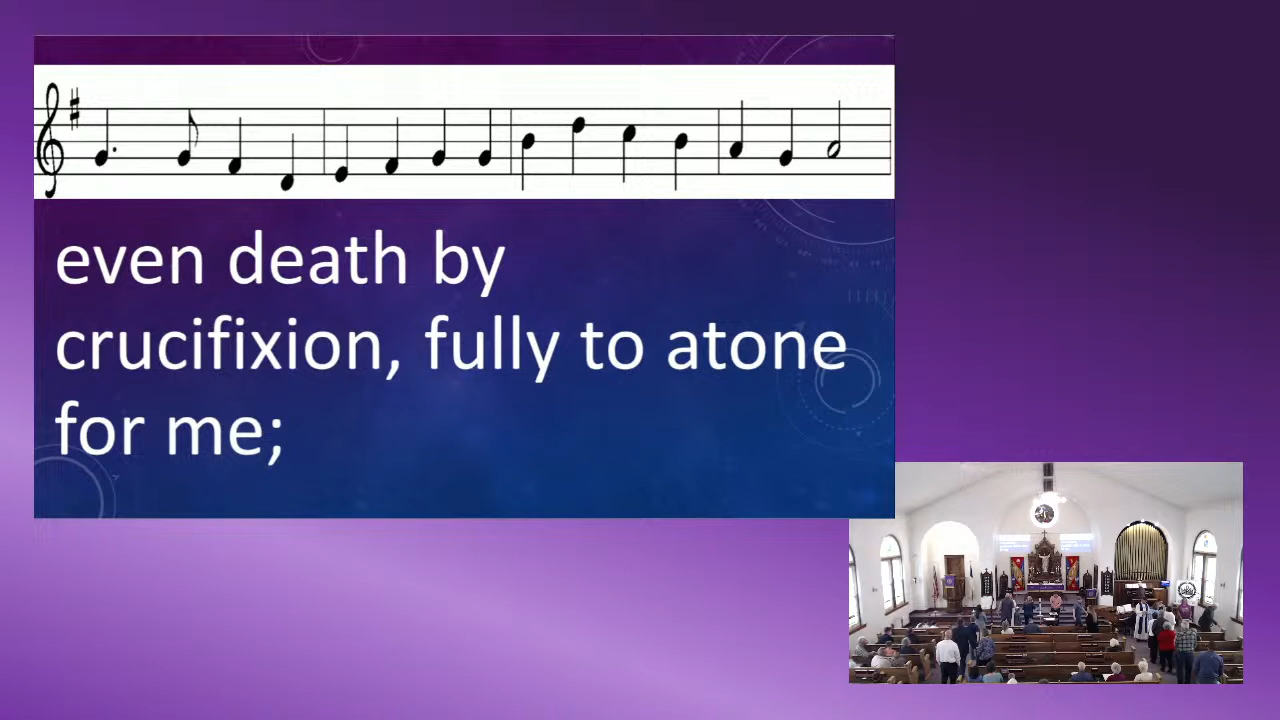 even death by
crucifixion, fully to atone
for me;